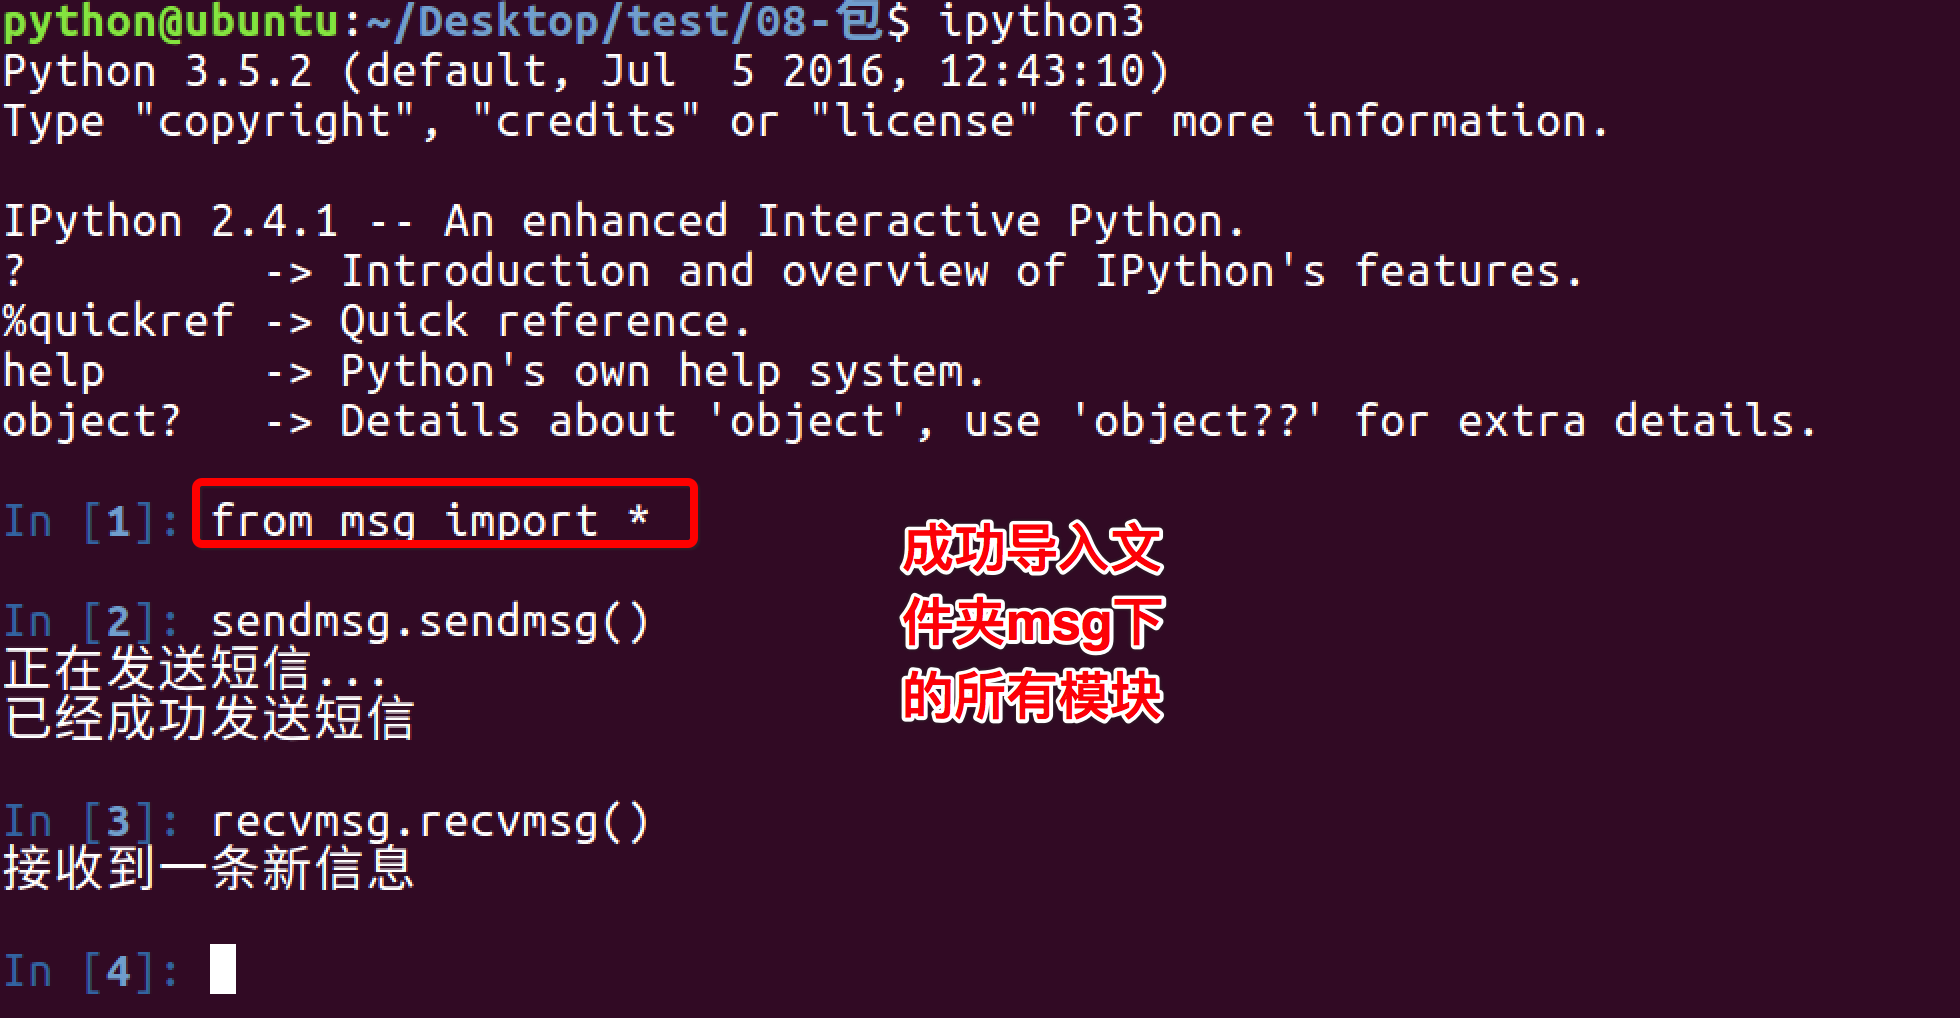 python@ubuntu:~/Desktop/test/08-包$ ipython3
Python 3.5.2 (default, Jul  5 2016, 12:43:10)
Type "copyright", "credits" or "license" for more information.
IPython 2.4.1 -- An enhanced Interactive Python.
?         -> Introduction and overview of IPython's features.
%quickref -> Quick reference.
help      -> Python's own help system.
object?   -> Details about 'object', use 'object??' for extra details.
In [1]: from msg import *
In [2]: sendmsg.sendmsg()
正在发送短信...
已经成功发送短信
In [3]: recvmsg.recvmsg()
接收到一条新信息
In [4]:
成功导入文
件夹msg下
的所有模块